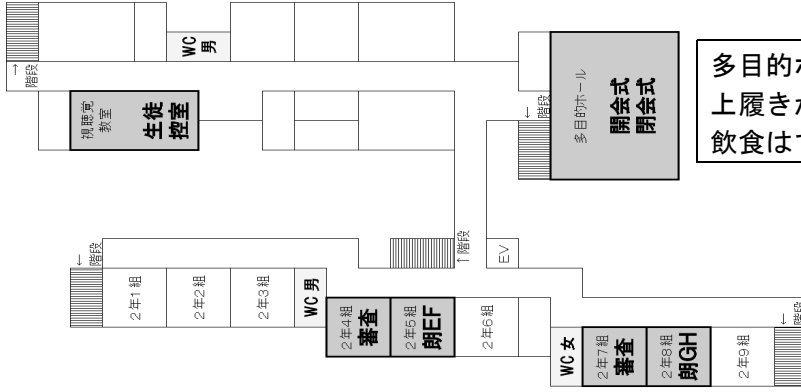 WC
男
階段
→
視聴覚
教室
生徒
控室
多目的ホール
開会式
閉会式
階段
←
多目的
上履き
飲食は
階段
←
2年1組
2年2組
2年3組
WC 男
2年4組
審査
2年5組
朗EF
2年6組
↑階段
EV
WC 女
2年7組
審査
2年8組
朗GH
2年9組
階段
←